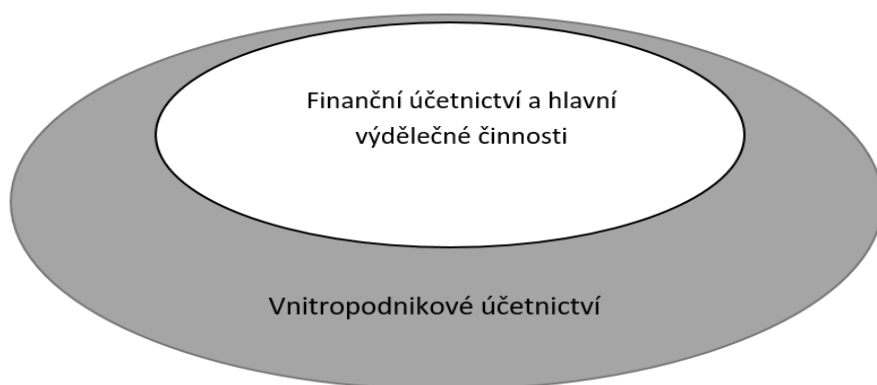 Finanční účetnictví a hlavní
výdělečné činnosti
Vnitropodnikové účetnictví